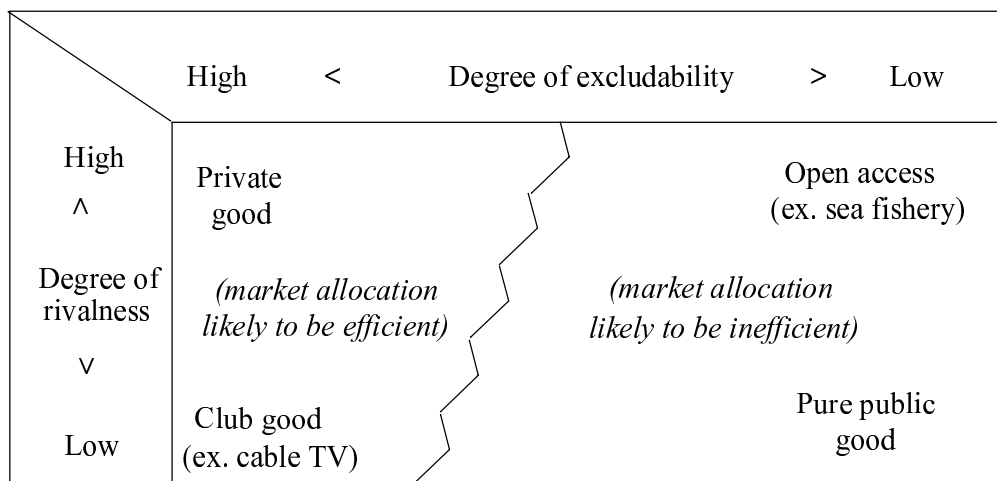 High < Degree of excludability > Low
High
^
Degree of
rivalness
v
Low
Private
good
Open access
(ex. sea fishery)
(market allocation
likely to be efficient)
(market allocation
likely to be inefficient)
Club good
(ex. cable TV)
Pure public
good